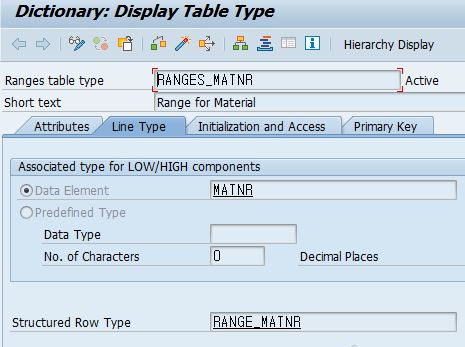 Dictionary: Display Table Type
Hierarchy Display
Ranges table type RANGES_MATNR Active
Short text Range for Material
Attributes Line Type Initialization and Access Primary Key
Associated type for LOW/HIGH components
Data Element MATNR
Predefined Type
Data Type
No. of Characters 0 Decimal Places
Structured Row Type RANGE_MATNR